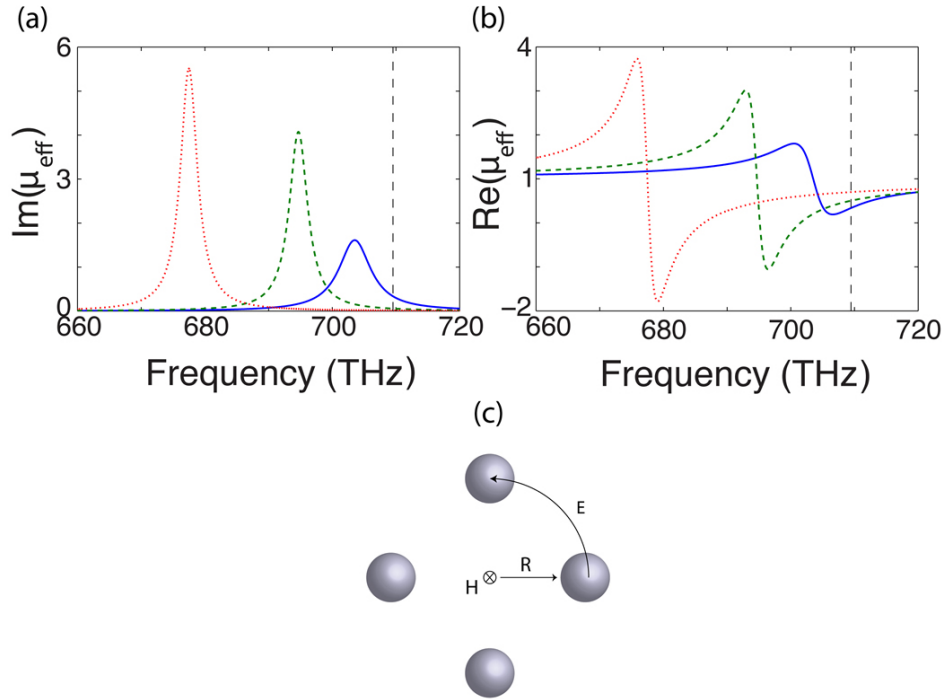 (a)
6
3
0
Im(μeff)
660
680
700
720
Frequency (THz)
(b)
4
1
−2
Re(μeff)
660
680
700
720
Frequency (THz)
(c)
E
R
H